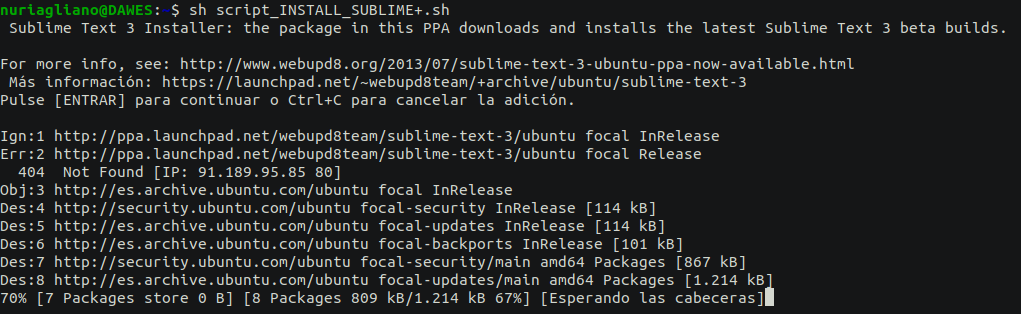 nuriagliano@DAWES:~$ sh script_INSTALL_SUBLIME+.sh
Sublime Text 3 Installer: the package in this PPA downloads and installs the latest Sublime Text 3 beta builds.
For more info, see: http://www.webupd8.org/2013/07/sublime-text-3-ubuntu-ppa-now-available.html
Más información: https://launchpad.net/~webupd8team/+archive/ubuntu/sublime-text-3
Pulse [ENTRAR] para continuar o Ctrl+C para cancelar la adición.
Ign:1 http://ppa.launchpad.net/webupd8team/sublime-text-3/ubuntu focal InRelease
Err:2 http://ppa.launchpad.net/webupd8team/sublime-text-3/ubuntu focal Release
404  Not Found [IP: 91.189.95.85 80]
Obj:3 http://es.archive.ubuntu.com/ubuntu focal InRelease
Des:4 http://security.ubuntu.com/ubuntu focal-security InRelease [114 kB]
Des:5 http://es.archive.ubuntu.com/ubuntu focal-updates InRelease [114 kB]
Des:6 http://es.archive.ubuntu.com/ubuntu focal-backports InRelease [101 kB]
Des:7 http://security.ubuntu.com/ubuntu focal-security/main amd64 Packages [867 kB]
Des:8 http://es.archive.ubuntu.com/ubuntu focal-updates/main amd64 Packages [1.214 kB]
70% [7 Packages store 0 B] [8 Packages 809 kB/1.214 kB 67%] [Esperando las cabeceras]